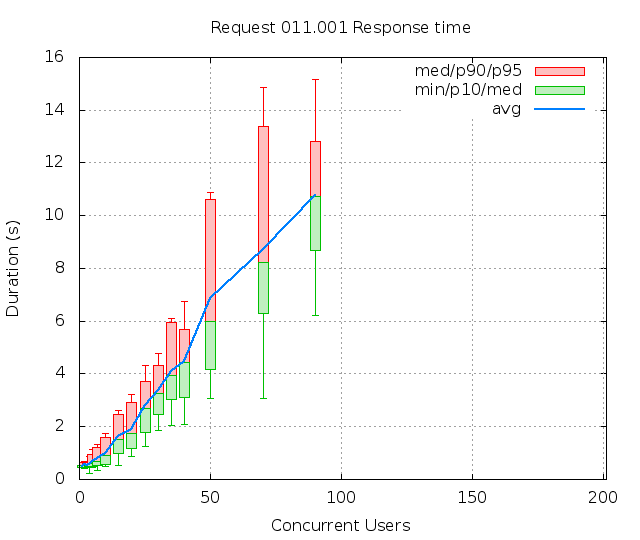 Request 011.001 Response time
med/p90/p95
min/p10/med
avg
16
14
12
10
8
6
4
2
0
Duration (s)
0 50 100 150 200
Concurrent Users